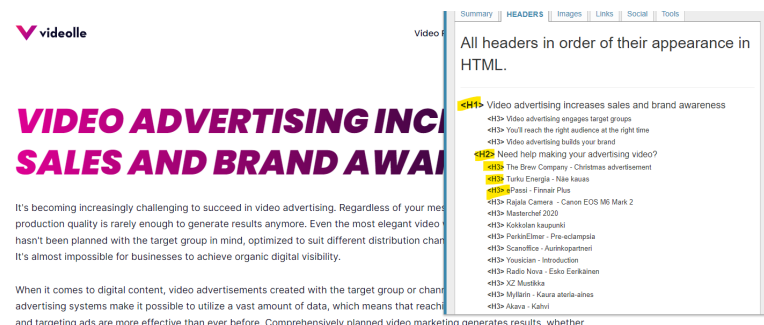 videolle
Video
VIDEO ADVERTISING
SALES AND BRAND
It's becoming increasingly challenging to succeed in video advertising. Regardless of your
production quality is rarely enough to generate results anymore. Even the most elegant video
hasn't been planned with the target group in mind, optimized to suit different distribution
It's almost impossible for businesses to achieve organic digital visibility.
When it comes to digital content, video advertisements created with the target group or
advertising systems make it possible to utilize a vast amount of data, which means that
and targeting ads are more effective than ever before. Comprehensively planned video marketing generates results, whether
Summary HEADERS Images Links Social Tools
All headers in order of their appearance in
HTML.
<H1> Video advertising increases sales and brand awareness
<H3> Video advertising engages target groups
<H3> You'll reach the right audience at the right time
<H3> Video advertising builds your brand
<H2> Need help making your advertising video?
<H3> The Brew Company - Christmas advertisement
<H3> Turku Energia - Näe kauas
<H3> ePassi - Finnair Plus
<H3> Rajala Camera - Canon EOS M6 Mark 2
<H3> Masterchef 2020
<H3> Kokkolan kaupunki
<H3> PerkinElmer - Pre-eclampsia
<H3> Scanoffice - Aurinkopartneri
<H3> Yousician - Introduction
<H3> Radio Nova - Esko Eerikäinen
<H3> XZ Mustikka
<H3> Myllärin - Kaura ateria-aines
<H3> Akava - Kahvi